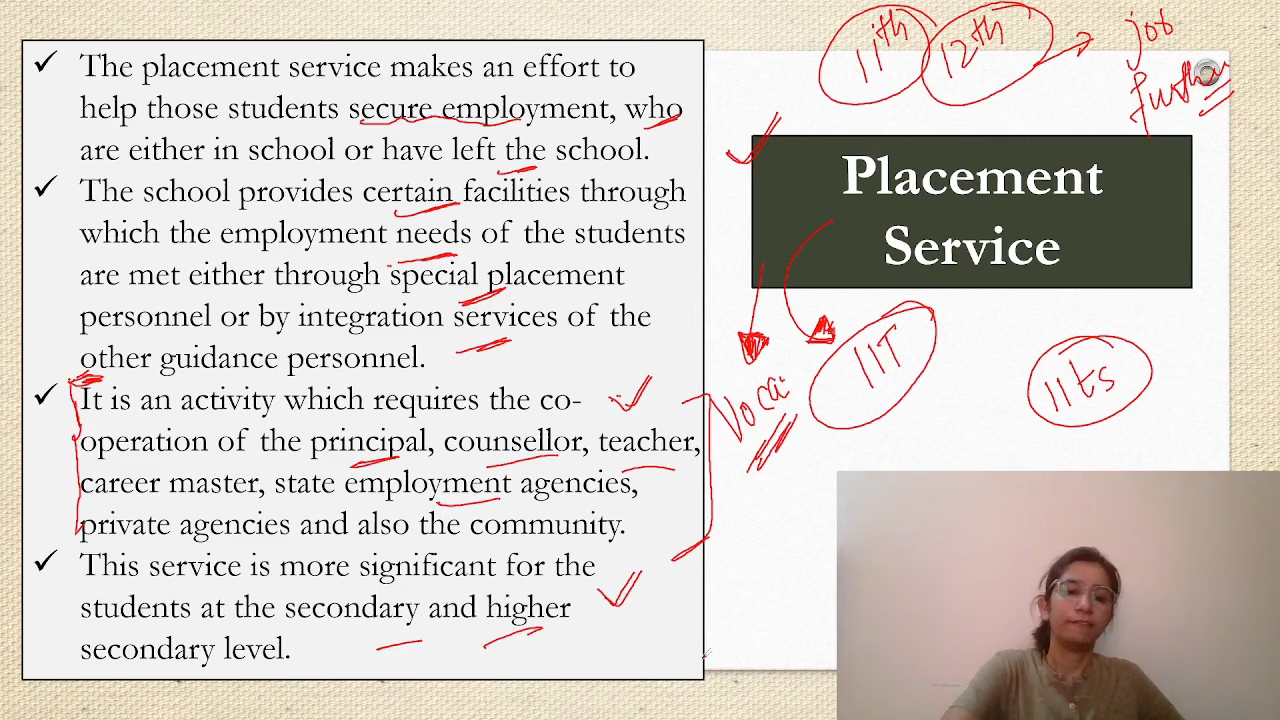 The placement service makes an effort to
help those students secure employment, who
are either in school or have left the school.
The school provides certain facilities through
which the employment needs of the students
are met either through special placement
personnel or by integration services of the
other guidance personnel.
It is an activity which requires the co-
operation of the principal, counsellor, teacher,
career master, state employment agencies,
private agencies and also the community.
This service is more significant for the
students at the secondary and higher
secondary level.
11th 12th job
further
Placement
Service
Voca
IIT
IITs